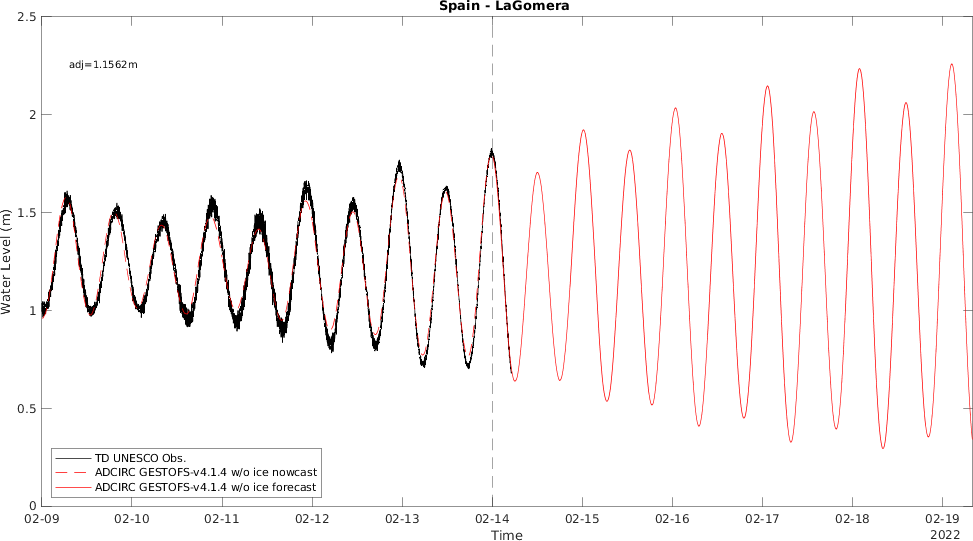 Spain - LaGomera
2.5
adj=1.1562m
2
1.5
Water Level (m)
1
0.5
TD UNESCO Obs.
ADCIRC GESTOFS-v4.1.4 w/o ice nowcast
ADCIRC GESTOFS-v4.1.4 w/o ice forecast
0
02-09 02-10 02-11 02-12 02-13 02-14 02-15 02-16 02-17 02-18 02-19
2022
Time